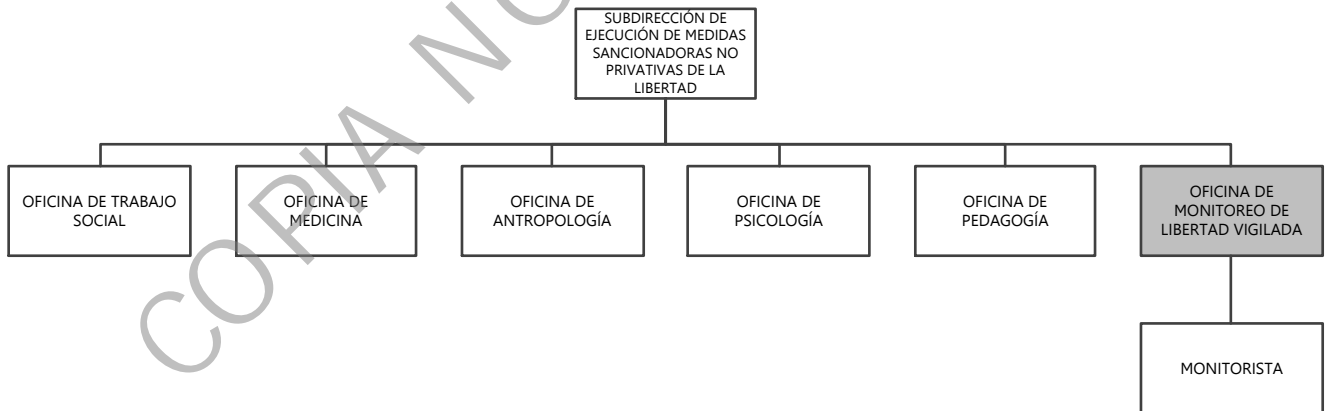 SUBDIRECCIÓN DE
EJECUCIÓN DE MEDIDAS
SANCIONADORAS NO
PRIVATIVAS DE LA
LIBERTAD
OFICINA DE TRABAJO
SOCIAL
OFICINA DE
MEDICINA
OFICINA DE
ANTROPOLOGÍA
OFICINA DE
PSICOLOGÍA
OFICINA DE
PEDAGOGÍA
OFICINA DE
MONITOREO DE
LIBERTAD VIGILADA
MONITORISTA
COPIA NO